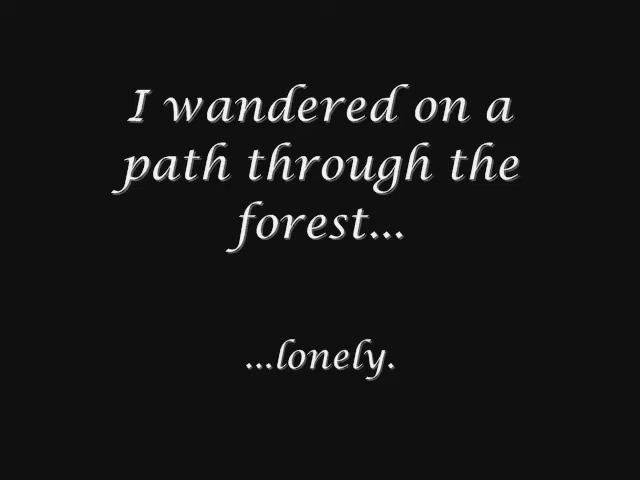 I wandered on a
path through the
forest...
...lonely.